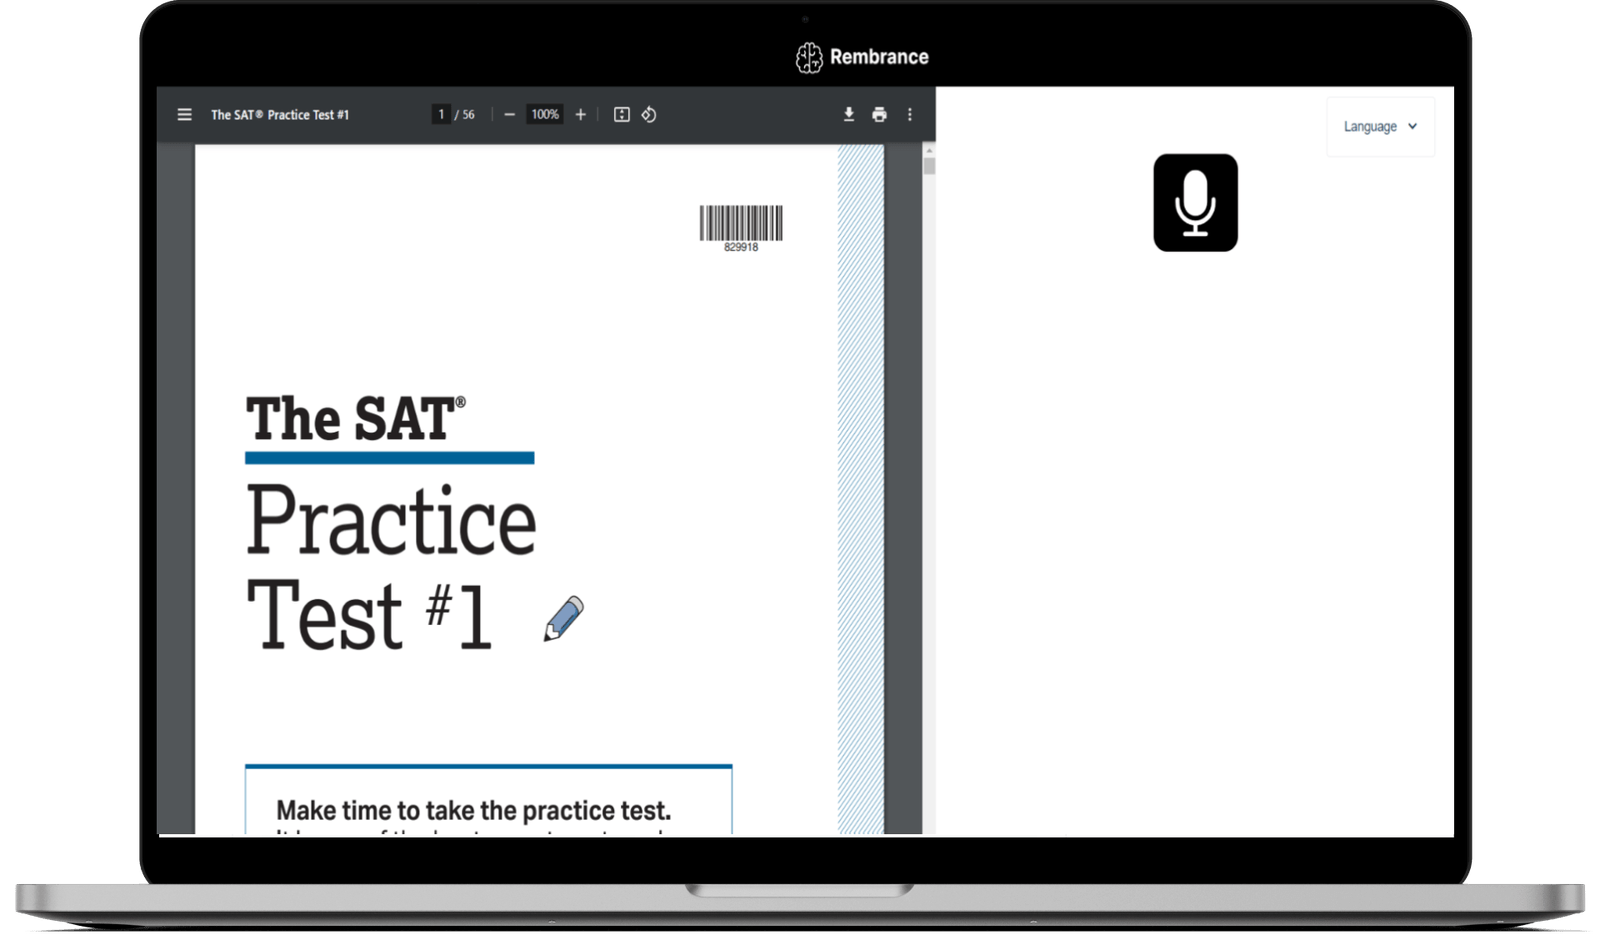 Rembrance
The SAT® Practice Test #1
1 / 56
100%
Language
829918
The SAT®
Practice
Test #1
Make time to take the practice test.